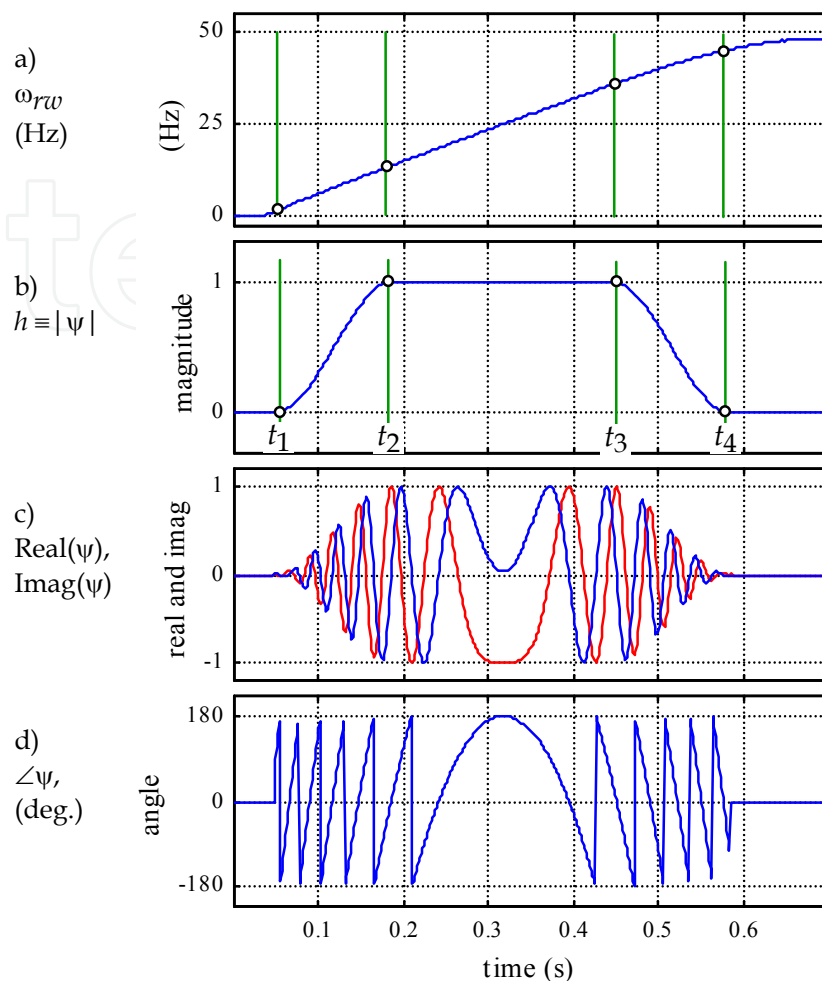 a)
ω_rw
(Hz)
(Hz)
50
25
0
b)
h ≡ | ψ |
magnitude
1
0
t1 t2 t3 t4
c)
Real(ψ),
Imag(ψ)
real and imag
1
0
-1
d)
∠ψ,
(deg.)
angle
180
0
-180
0.1 0.2 0.3 0.4 0.5 0.6
time (s)